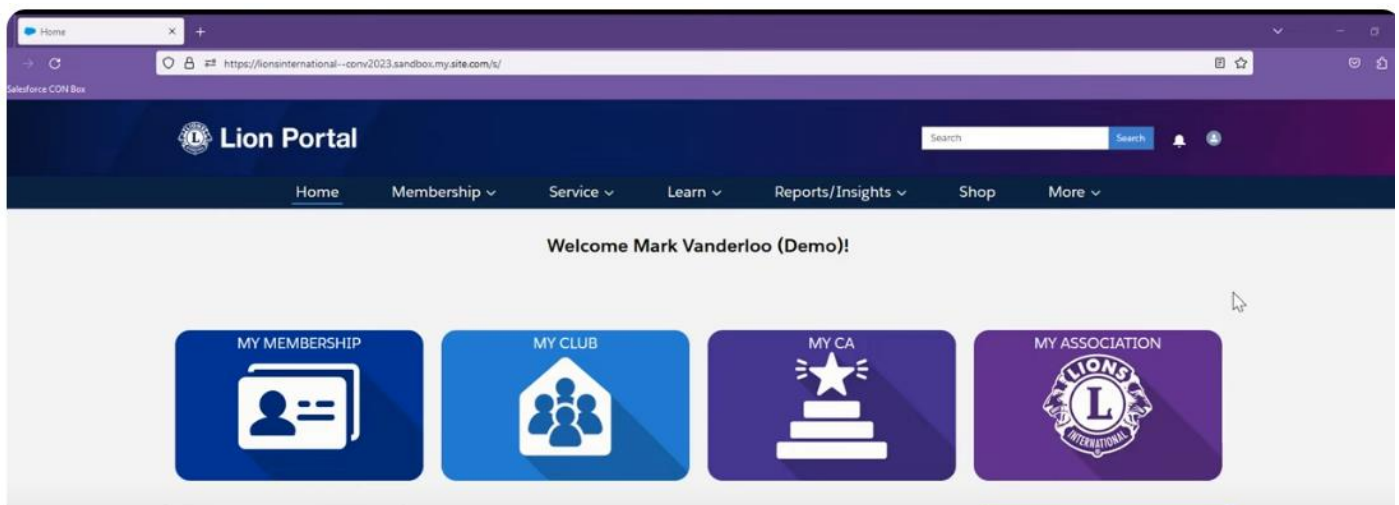 Home
https://lionsinternational--conv2023.sandbox.my.site.com/s/
Salesforce CON Box
Lion Portal
Search
Search
Home Membership Service Learn Reports/Insights Shop More
Welcome Mark Vanderloo (Demo)!
MY MEMBERSHIP MY CLUB MY CA MY ASSOCIATION
LIONS
L
INTERNATIONAL